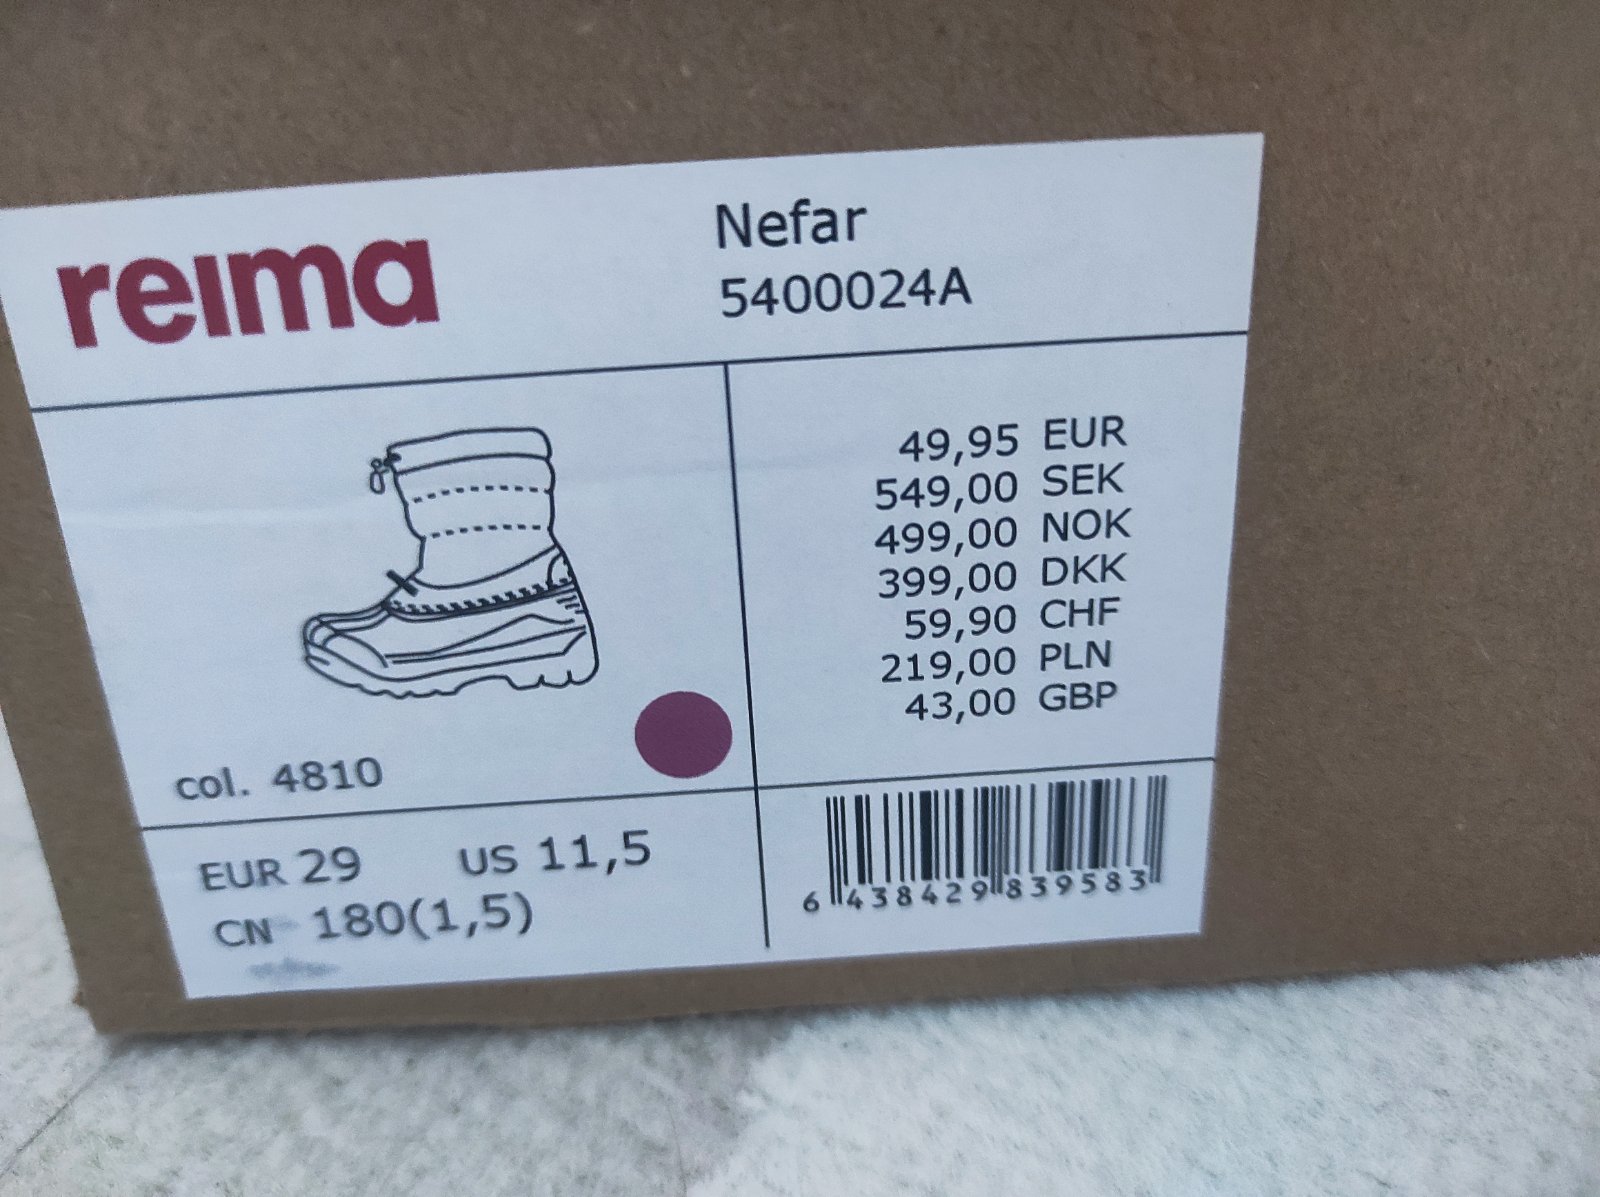 reima
Nefar
5400024A
49,95 EUR
549,00 SEK
499,00 NOK
399,00 DKK
59,90 CHF
219,00 PLN
43,00 GBP
col. 4810
EUR 29 US 11,5
CN 180(1,5)
6 438429 839583